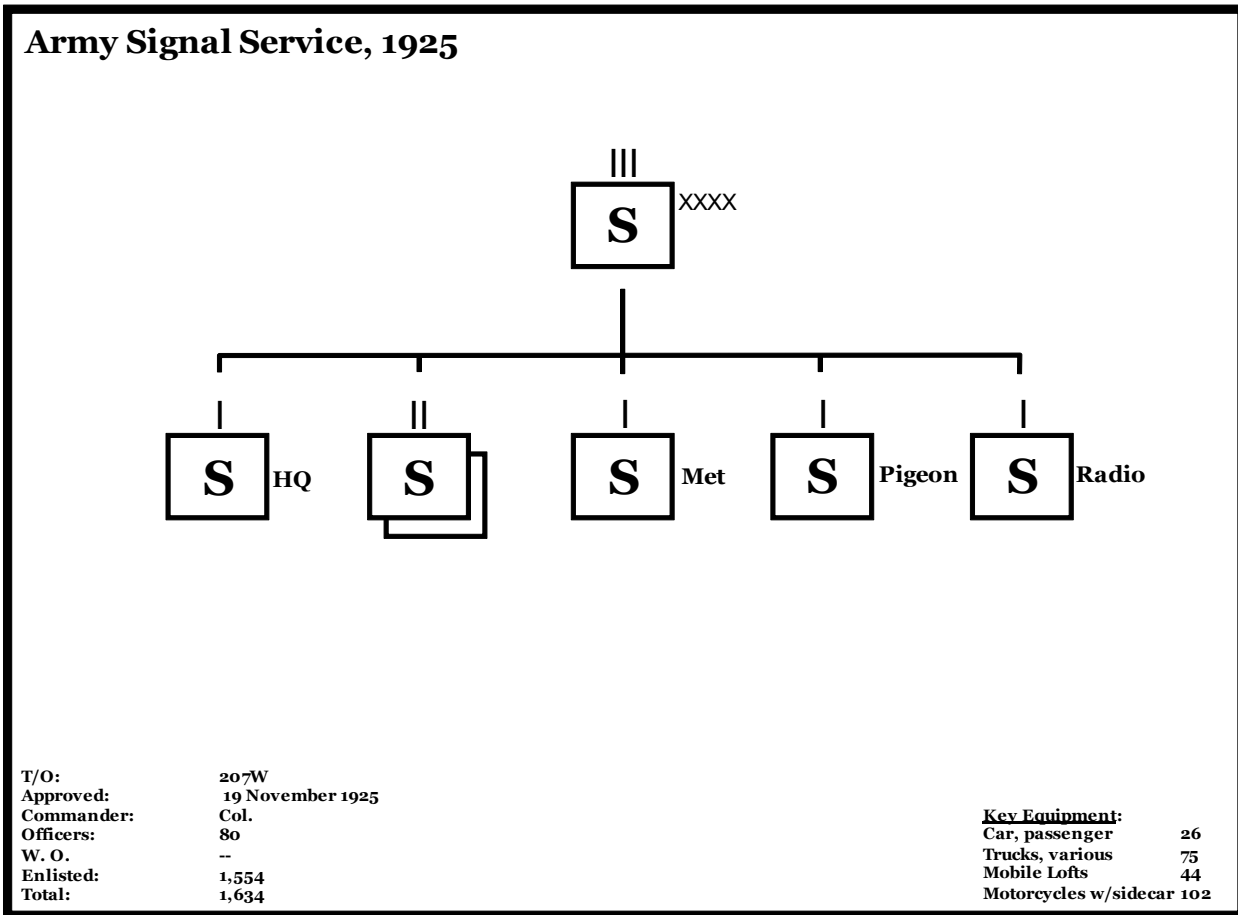 Army Signal Service, 1925
III
S XXXX
I II I I I
S HQ S S Met S Pigeon S Radio
T/O: 207W
Approved: 19 November 1925
Commander: Col.
Officers: 80
W. O. --
Enlisted: 1,554
Total: 1,634
Key Equipment:
Car, passenger 26
Trucks, various 75
Mobile Lofts 44
Motorcycles w/sidecar 102